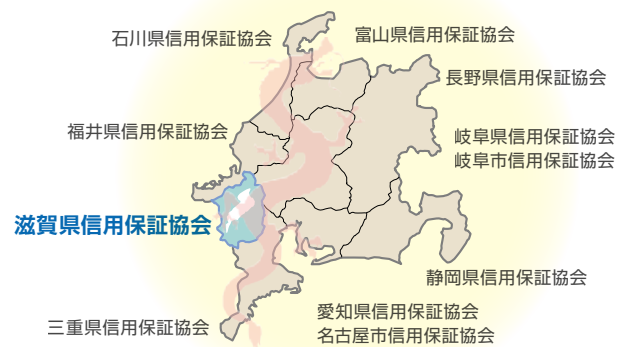 石川県信用保証協会
富山県信用保証協会
長野県信用保証協会
福井県信用保証協会
岐阜県信用保証協会
岐阜市信用保証協会
滋賀県信用保証協会
静岡県信用保証協会
愛知県信用保証協会
三重県信用保証協会
名古屋市信用保証協会